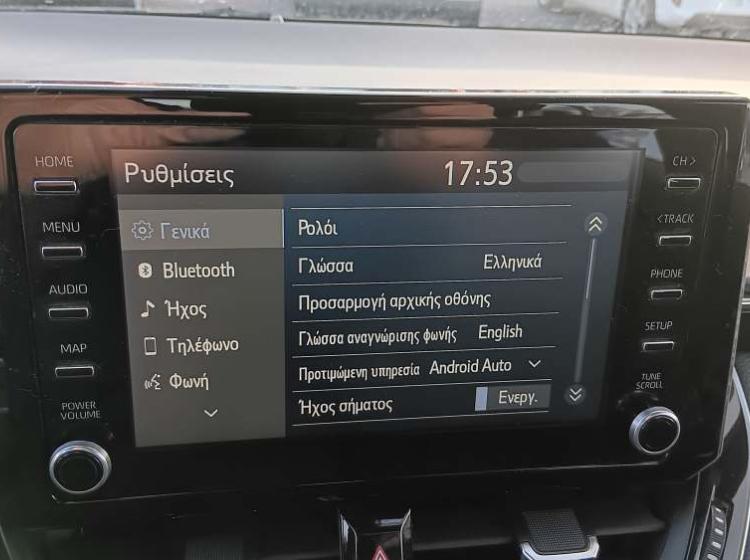 HOME
MENU
AUDIO
MAP
POWER
VOLUME
Ρυθμίσεις 17:53
Γενικά
Bluetooth
Ήχος
Τηλέφωνο
Φωνή
Ρολόι
Γλώσσα Ελληνικά
Προσαρμογή αρχικής οθόνης
Γλώσσα αναγνώρισης φωνής English
Προτιμώμενη υπηρεσία Android Auto
Ήχος σήματος Ενεργ.
CH >
< TRACK
PHONE
SETUP
TUNE
SCROLL